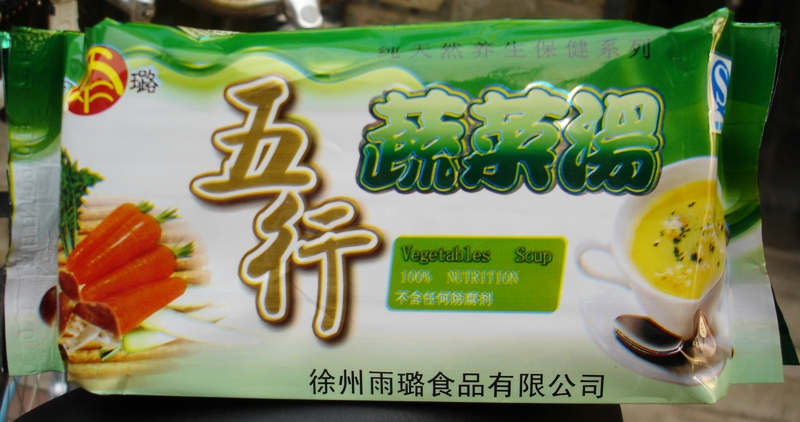 纯天然养生保健系列
璐
五行
蔬菜湯
Vegetables Soup
100% NUTRITION
不含任何防腐剂
徐州雨璐食品有限公司